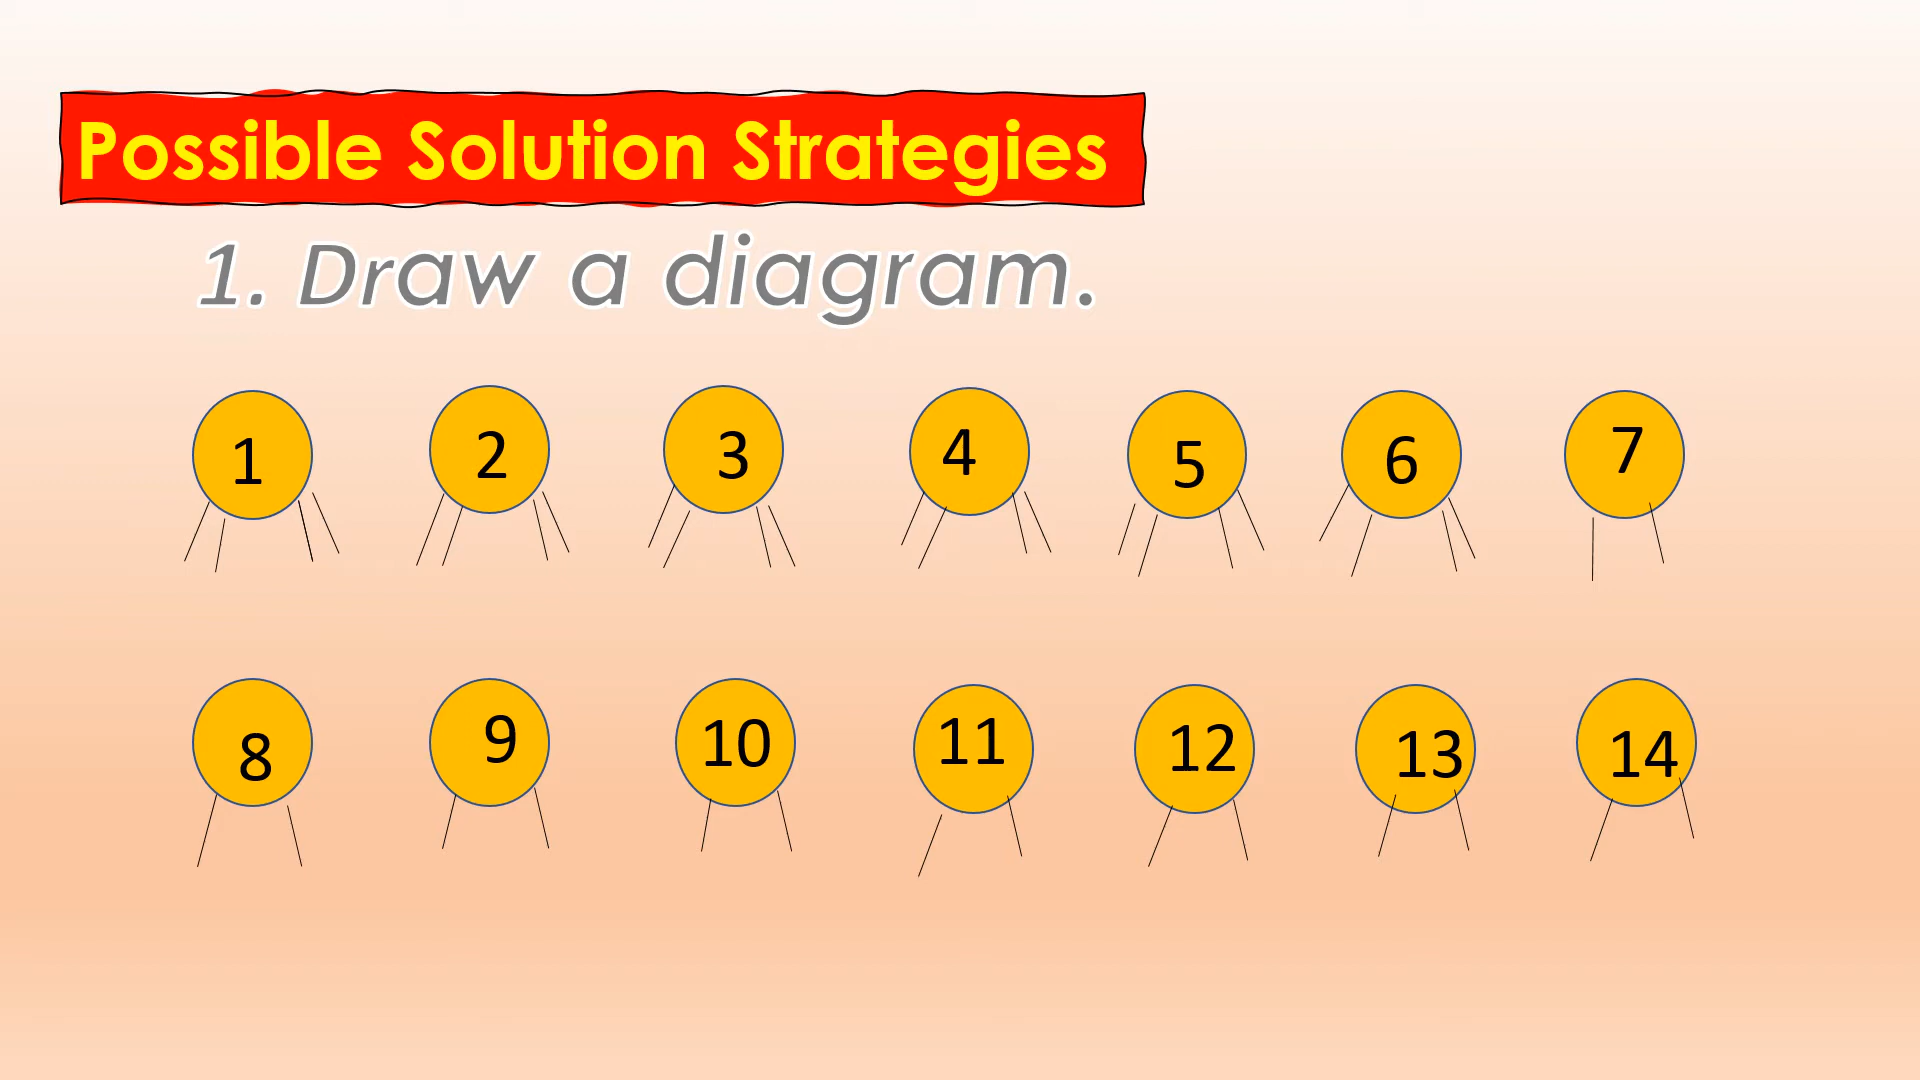 Possible Solution Strategies
1. Draw a diagram.
1 2 3 4 5 6 7
8 9 10 11 12 13 14